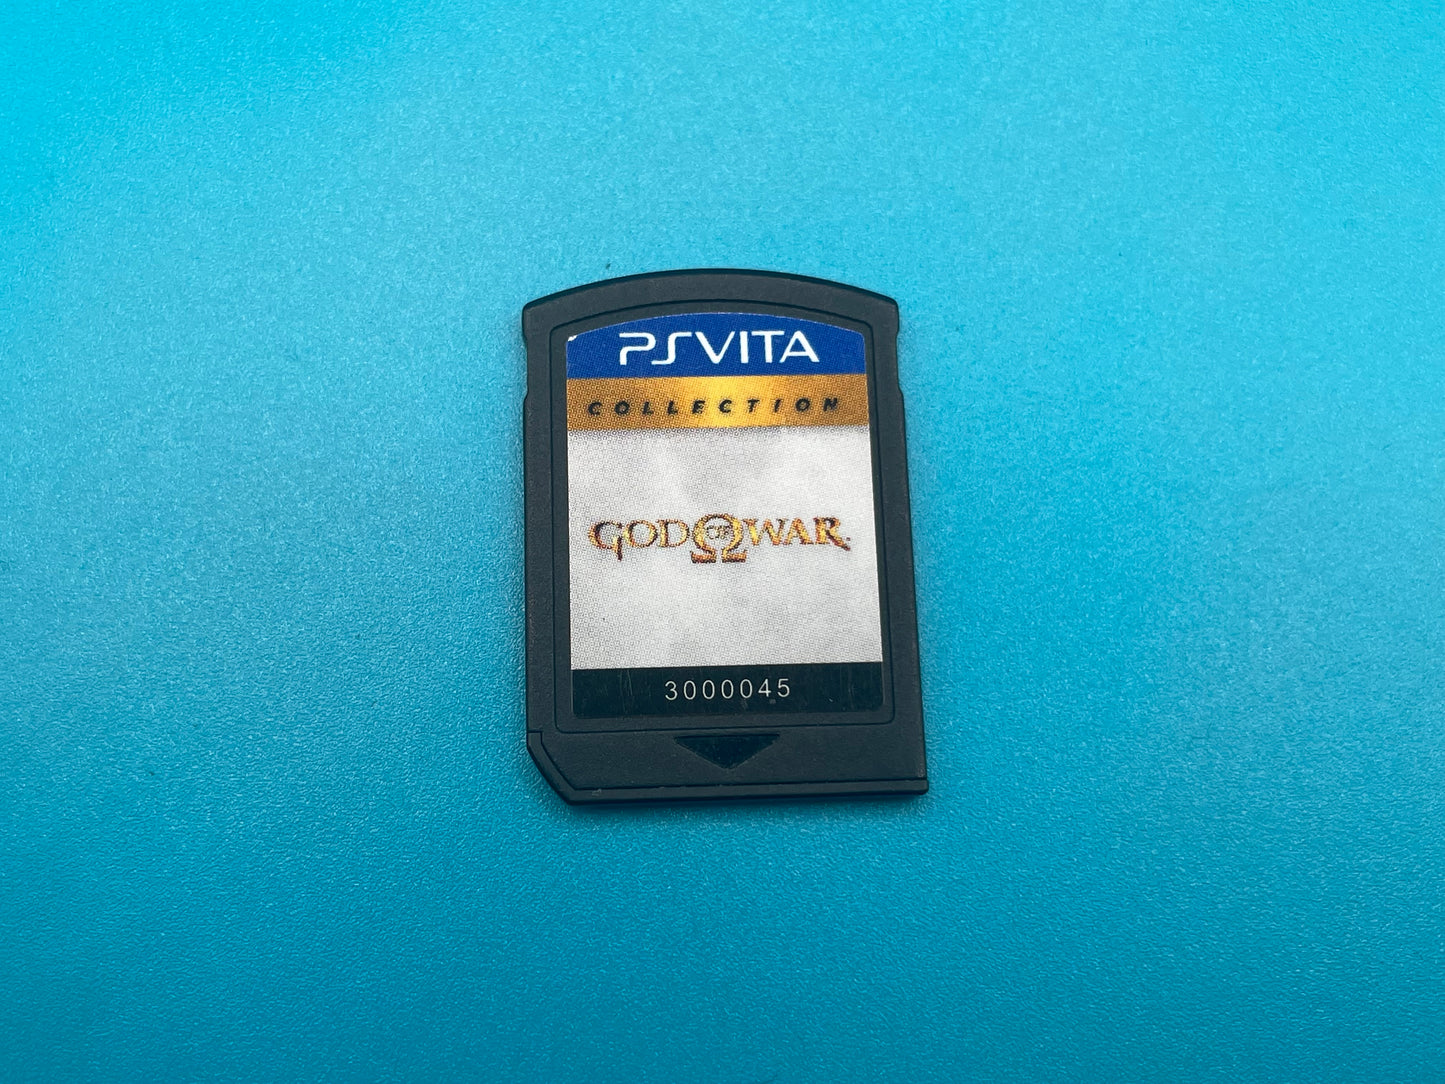 PSVITA
COLLECTION
GOD OF WAR
3000045